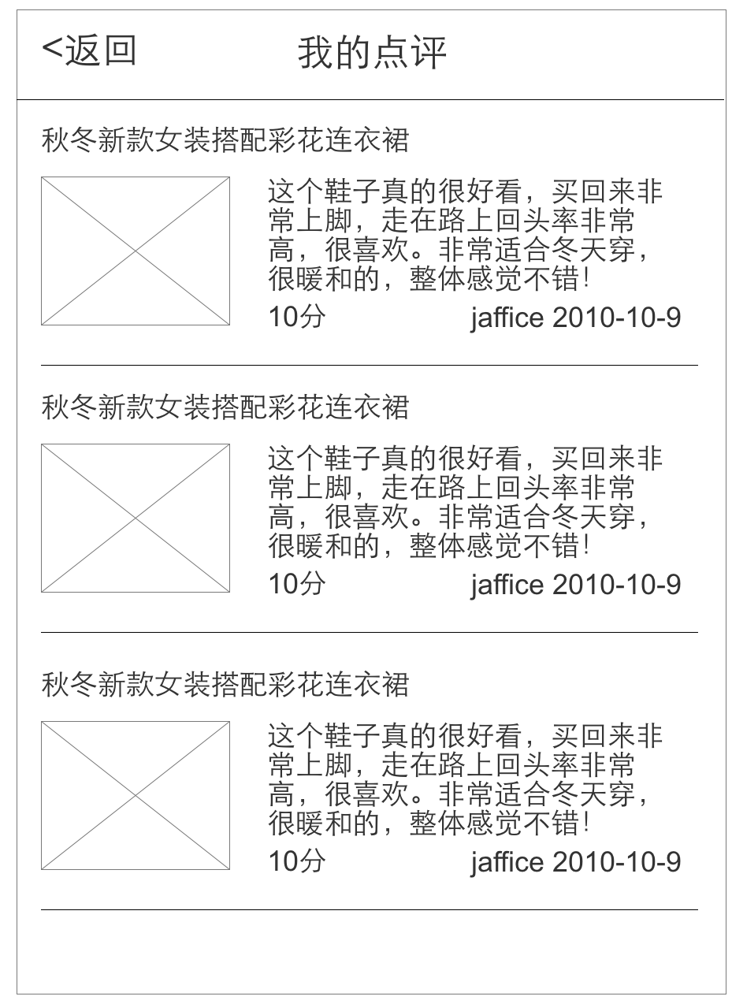 <返回
我的点评
秋冬新款女装搭配彩花连衣裙
这个鞋子真的很好看，买回来非
常上脚，走在路上回头率非常
高，很喜欢。非常适合冬天穿，
很暖和的，整体感觉不错！
10分
jaffice 2010-10-9
秋冬新款女装搭配彩花连衣裙
这个鞋子真的很好看，买回来非
常上脚，走在路上回头率非常
高，很喜欢。非常适合冬天穿，
很暖和的，整体感觉不错！
10分
jaffice 2010-10-9
秋冬新款女装搭配彩花连衣裙
这个鞋子真的很好看，买回来非
常上脚，走在路上回头率非常
高，很喜欢。非常适合冬天穿，
很暖和的，整体感觉不错！
10分
jaffice 2010-10-9